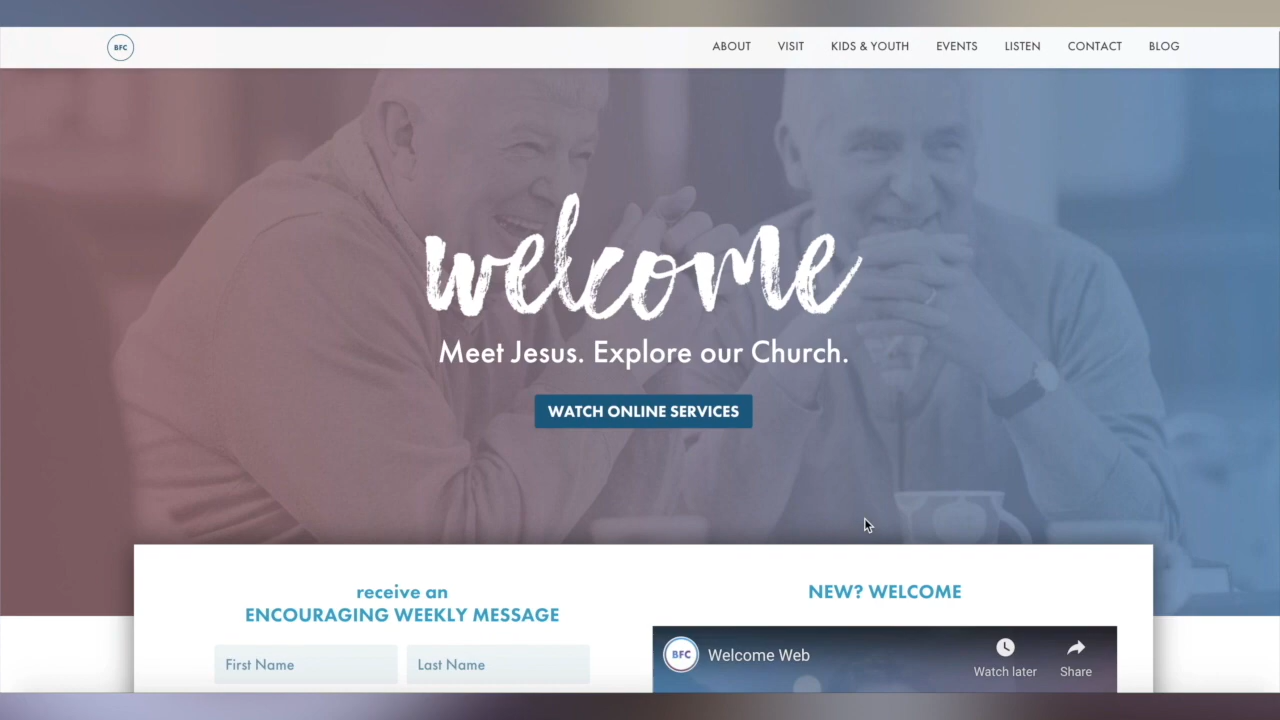 BFC
ABOUT VISIT KIDS & YOUTH EVENTS LISTEN CONTACT BLOG
welcome
Meet Jesus. Explore our Church.
WATCH ONLINE SERVICES
receive an
ENCOURAGING WEEKLY MESSAGE
First Name Last Name
NEW? WELCOME
BFC Welcome Web
Watch later Share